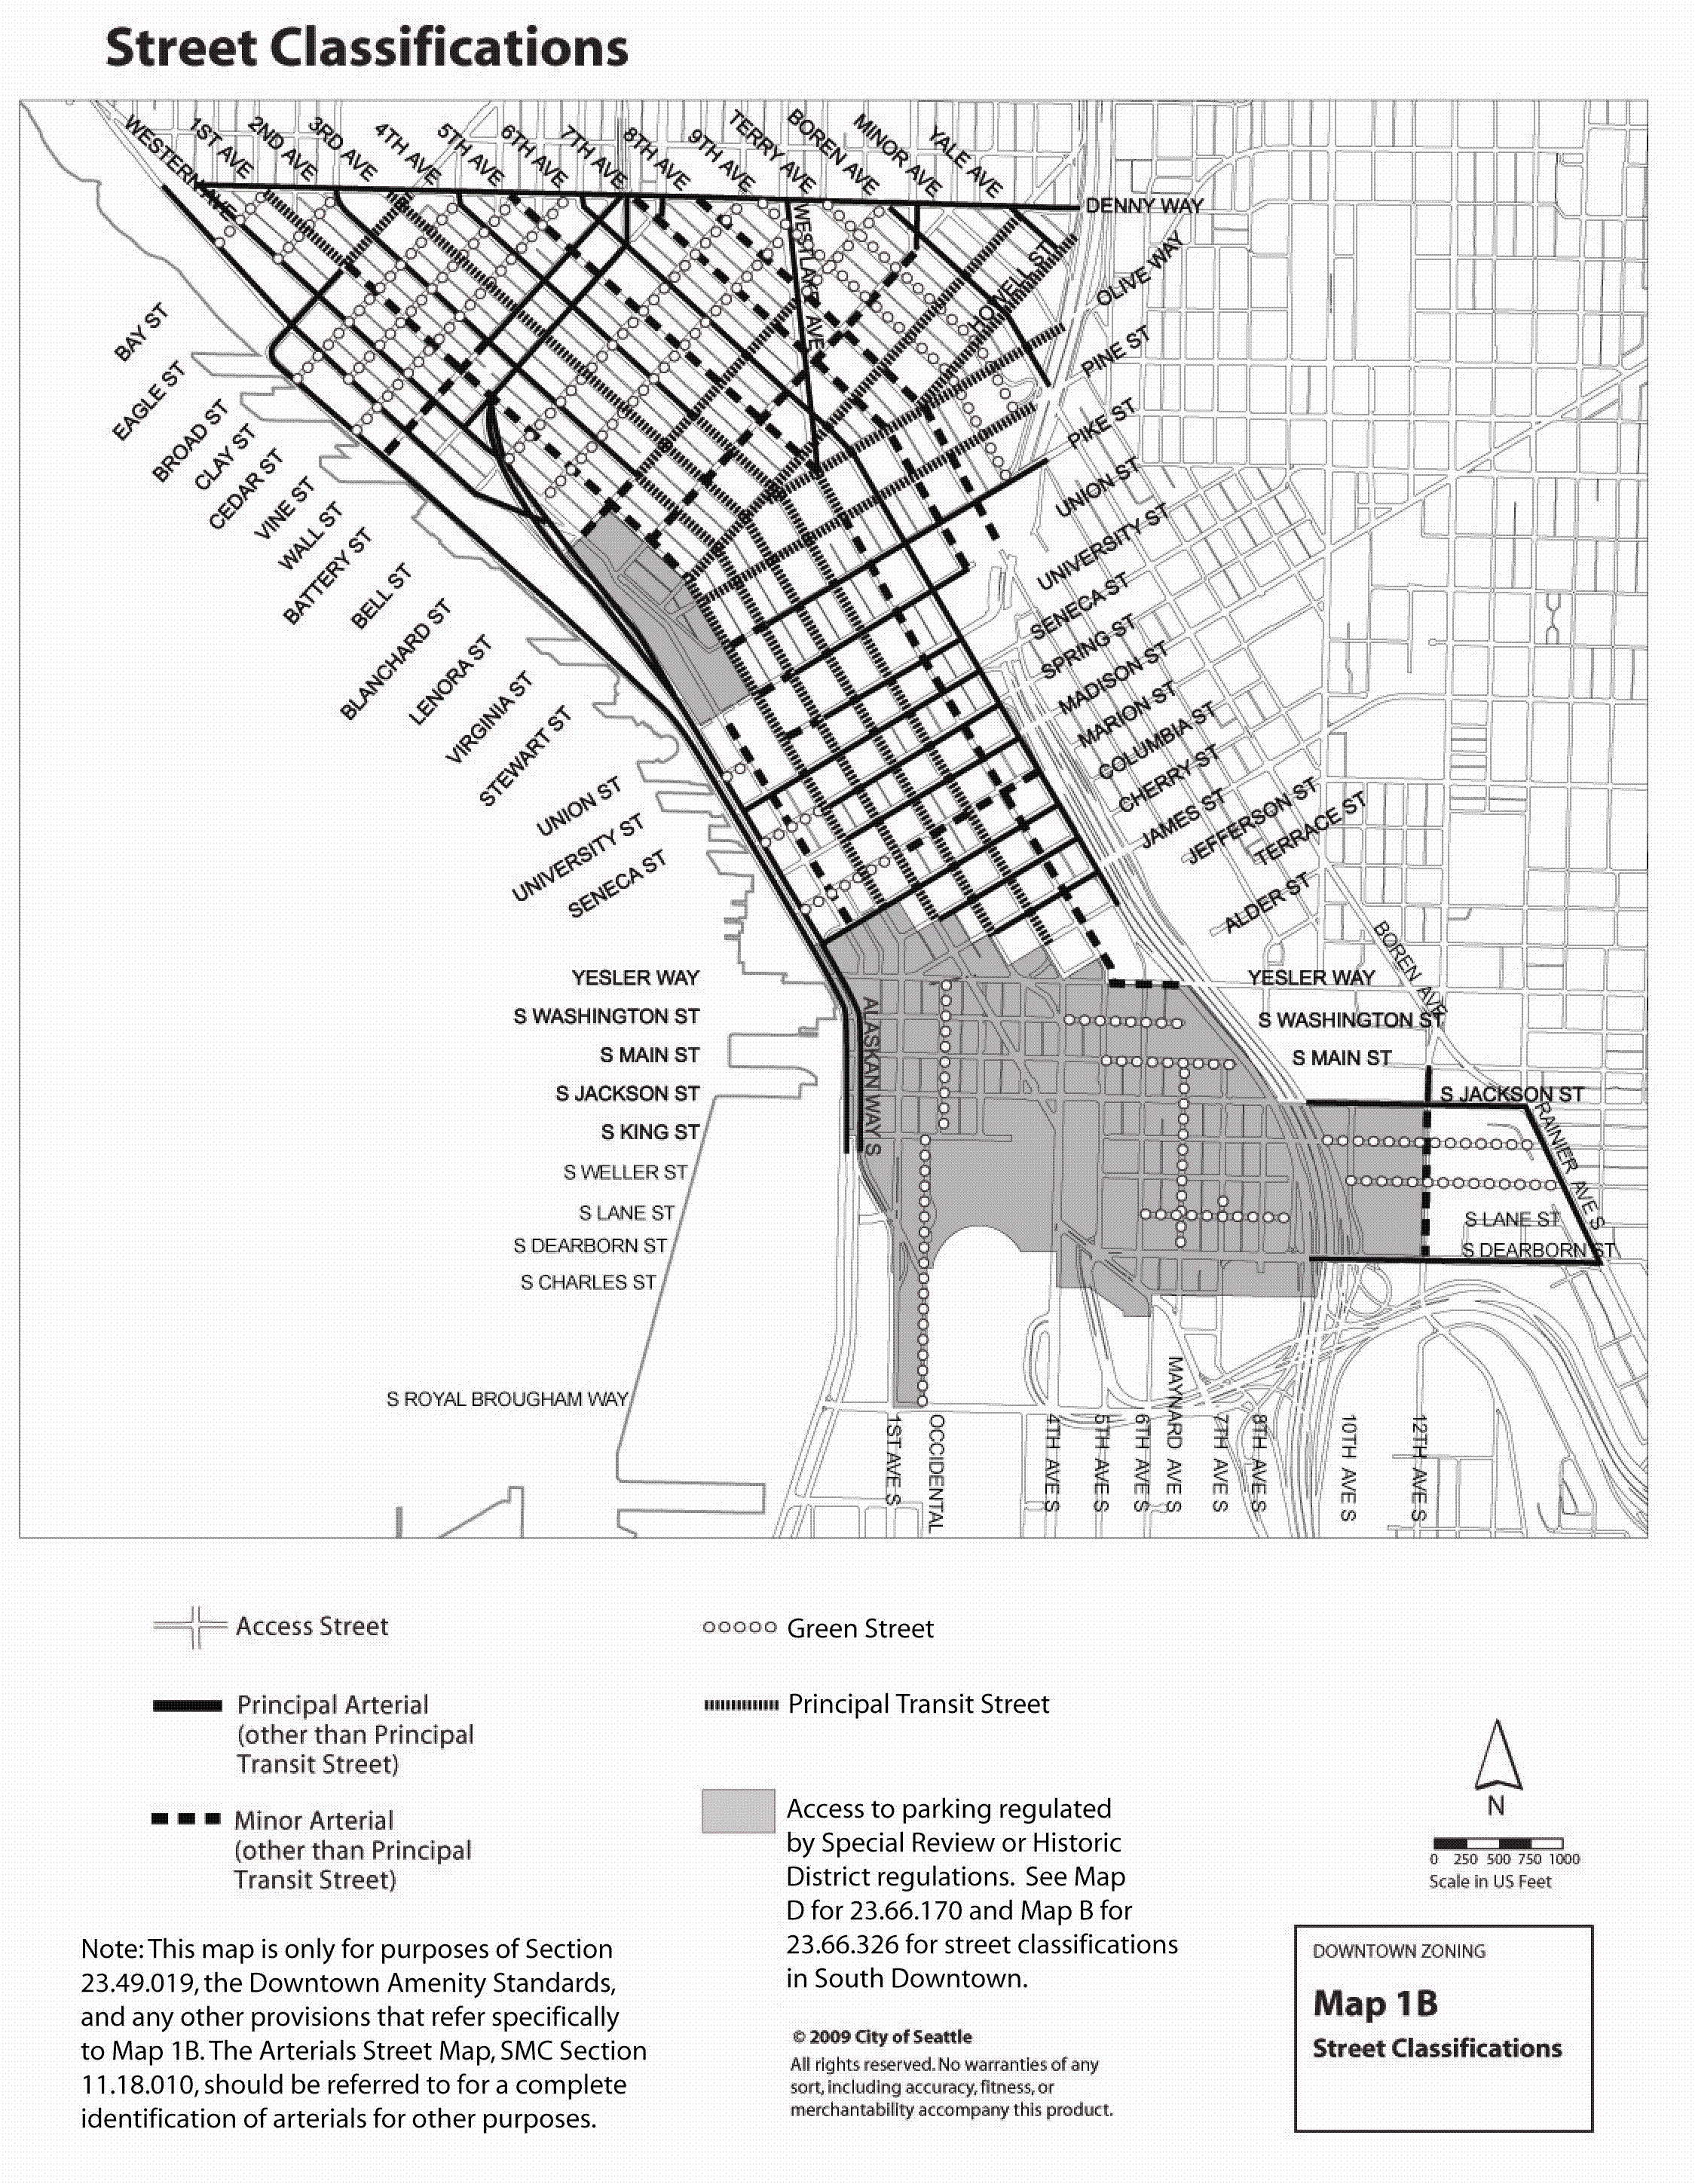 Street Classifications
WESTERN AVE
1ST AVE
2ND AVE
3RD AVE
4TH AVE
5TH AVE
6TH AVE
7TH AVE
8TH AVE
9TH AVE
TERRY AVE
BOREN AVE
MINOR AVE
YALE AVE
DENNY WAY
WESTLAKE AVE
HOWELL ST
OLIVE WAY
PINE ST
PIKE ST
UNION ST
UNIVERSITY ST
SENECA ST
SPRING ST
MADISON ST
MARION ST
COLUMBIA ST
CHERRY ST
JAMES ST
JEFFERSON ST
TERRACE ST
ALDER ST
BAY ST
EAGLE ST
BROAD ST
CLAY ST
CEDAR ST
VINE ST
WALL ST
BATTERY ST
BELL ST
BLANCHARD ST
LENORA ST
VIRGINIA ST
STEWART ST
UNION ST
UNIVERSITY ST
SENECA ST
BOREN AVE
YESLER WAY
S WASHINGTON ST
S MAIN ST
S JACKSON ST
S KING ST
S WELLER ST
S LANE ST
S DEARBORN ST
S CHARLES ST
S ROYAL BROUGHAM WAY
ALASKAN WAY S
YESLER WAY
S WASHINGTON ST
S MAIN ST
S JACKSON ST
RAINIER AVE S
S LANE ST
S DEARBORN ST
1ST AVE S
OCCIDENTAL
4TH AVE S
5TH AVE S
6TH AVE S
MAYNARD AVE S
7TH AVE S
8TH AVE S
10TH AVE S
12TH AVE S
Access Street
Principal Arterial
(other than Principal
Transit Street)
Minor Arterial
(other than Principal
Transit Street)
Green Street
Principal Transit Street
Access to parking regulated
by Special Review or Historic
District regulations. See Map
D for 23.66.170 and Map B for
23.66.326 for street classifications
in South Downtown.
Note: This map is only for purposes of Section
23.49.019, the Downtown Amenity Standards,
and any other provisions that refer specifically
to Map 1B. The Arterials Street Map, SMC Section
11.18.010, should be referred to for a complete
identification of arterials for other purposes.
© 2009 City of Seattle
All rights reserved. No warranties of any
sort, including accuracy, fitness, or
merchantability accompany this product.
N
0 250 500 750 1000
Scale in US Feet
DOWNTOWN ZONING
Map 1B
Street Classifications